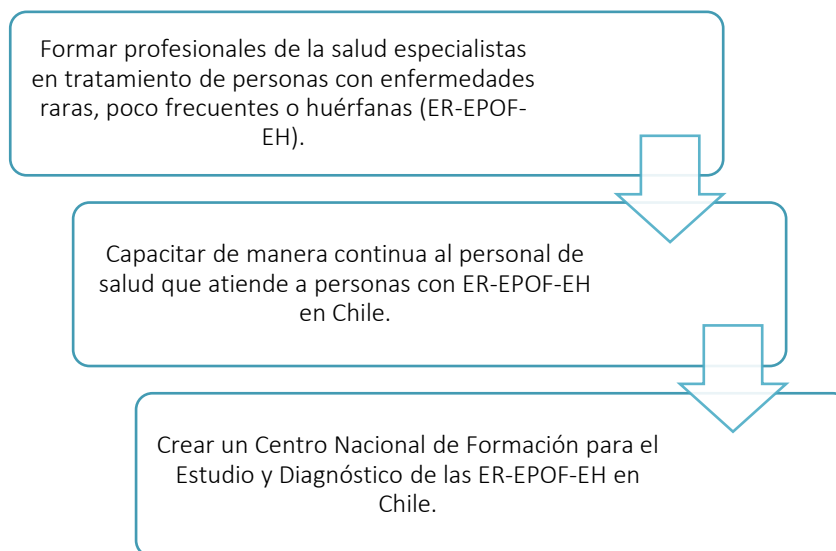 Formar profesionales de la salud especialistas
en tratamiento de personas con enfermedades
raras, poco frecuentes o huérfanas (ER-EPOF-
EH).
Capacitar de manera continua al personal de
salud que atiende a personas con ER-EPOF-EH
en Chile.
Crear un Centro Nacional de Formación para el
Estudio y Diagnóstico de las ER-EPOF-EH en
Chile.